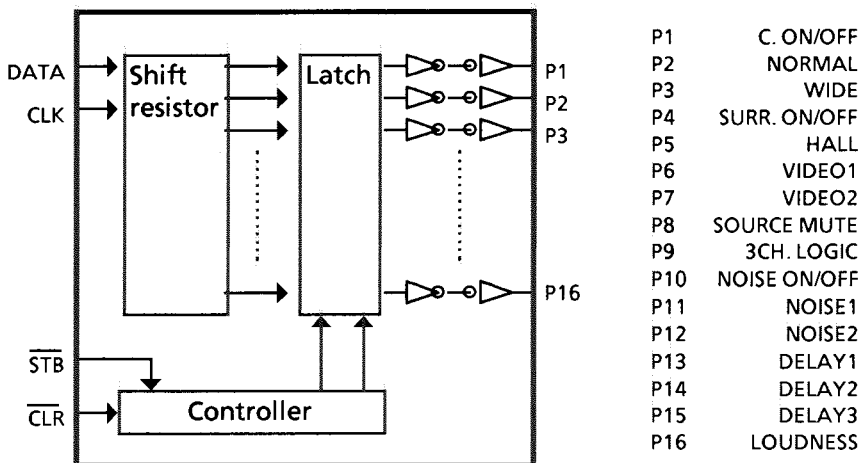 DATA
CLK
Shift
resistor
Latch
P1
P2
P3
P16
STB
CLR
Controller
P1 C. ON/OFF
P2 NORMAL
P3 WIDE
P4 SURR. ON/OFF
P5 HALL
P6 VIDEO1
P7 VIDEO2
P8 SOURCE MUTE
P9 3CH. LOGIC
P10 NOISE ON/OFF
P11 NOISE1
P12 NOISE2
P13 DELAY1
P14 DELAY2
P15 DELAY3
P16 LOUDNESS